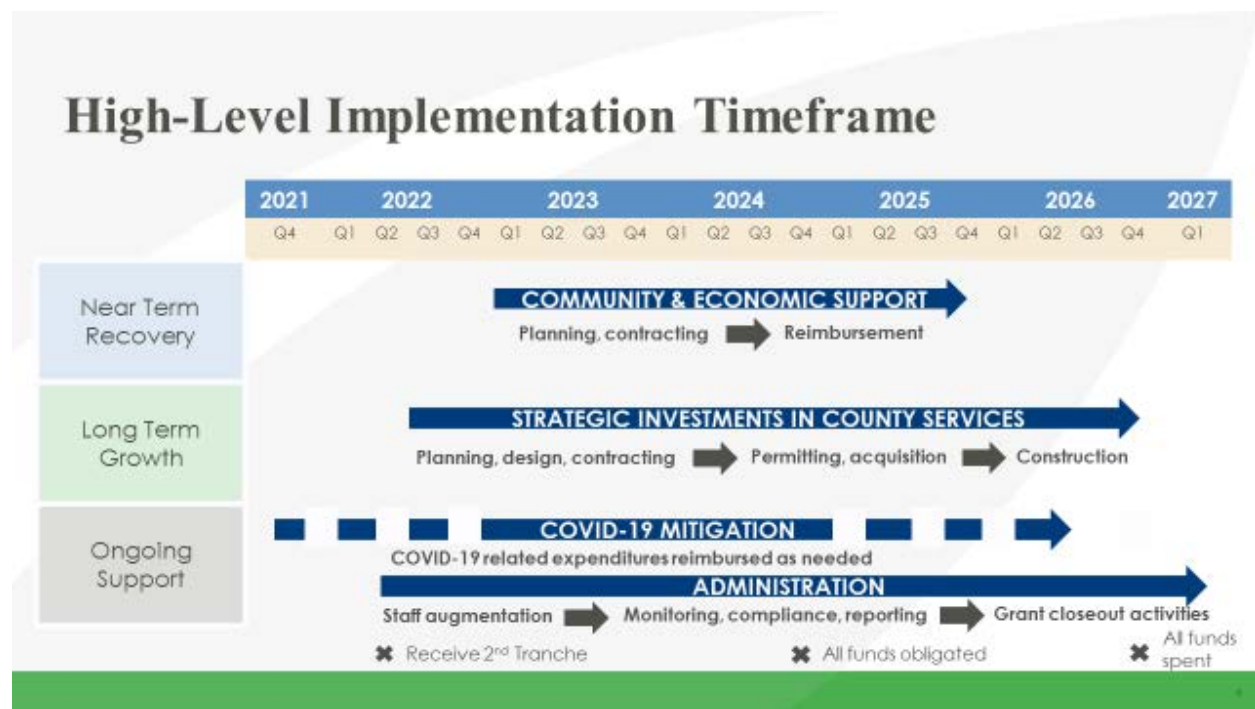 High-Level Implementation Timeframe
2021 2022 2023 2024 2025 2026 2027
Q4 Q1 Q2 Q3 Q4 Q1 Q2 Q3 Q4 Q1 Q2 Q3 Q4 Q1 Q2 Q3 Q4 Q1 Q2 Q3 Q4 Q1
Near Term
Recovery
COMMUNITY & ECONOMIC SUPPORT
Planning, contracting Reimbursement
Long Term
Growth
STRATEGIC INVESTMENTS IN COUNTY SERVICES
Planning, design, contracting Permitting, acquisition Construction
Ongoing
Support
COVID-19 MITIGATION
COVID-19 related expenditures reimbursed as needed
ADMINISTRATION
Staff augmentation Monitoring, compliance, reporting Grant closeout activities
Receive 2nd Tranche All funds obligated All funds
spent